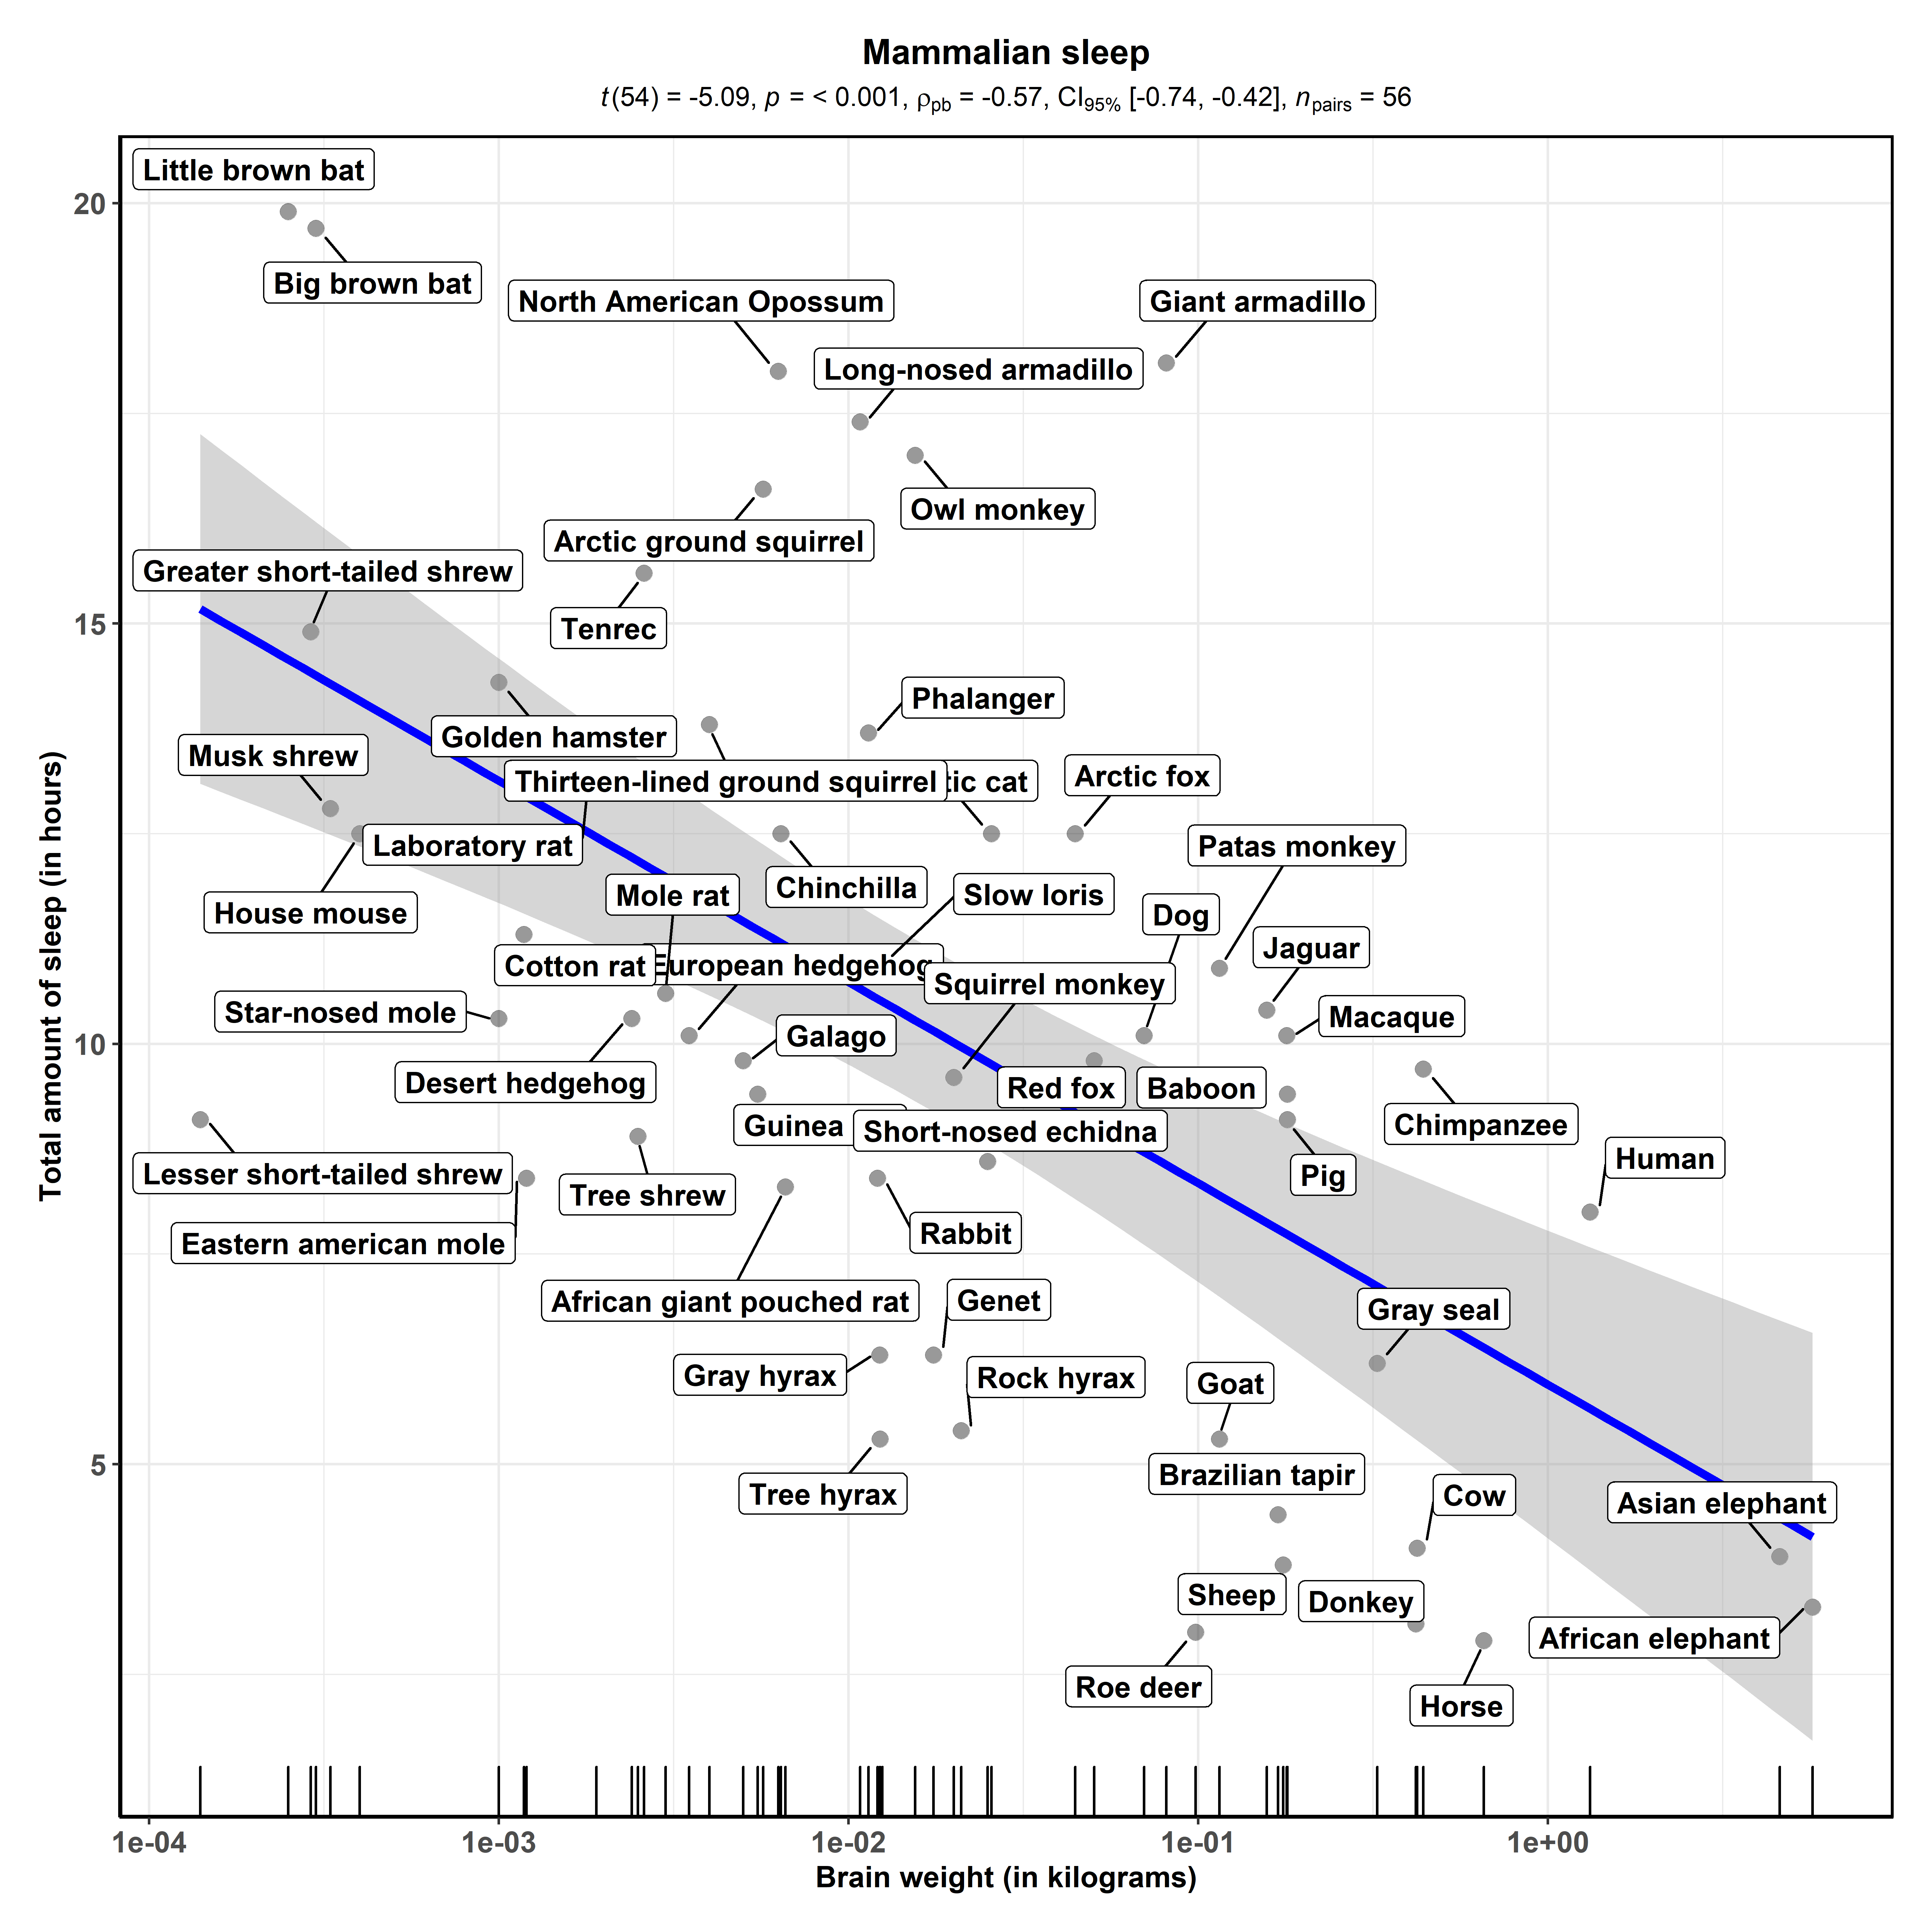 Mammalian sleep
t(54) = -5.09, p = < 0.001, ρpb = -0.57, CI95% [-0.74, -0.42], npairs = 56
Little brown bat
20
Big brown bat
North American Opossum
Giant armadillo
Long-nosed armadillo
Owl monkey
Arctic ground squirrel
Greater short-tailed shrew
15
Tenrec
Phalanger
Golden hamster
Musk shrew
Thirteen-lined ground squirrel
tic cat
Arctic fox
Laboratory rat
Patas monkey
Chinchilla
Mole rat
Slow loris
House mouse
Dog
Jaguar
Cotton rat
European hedgehog
Squirrel monkey
Star-nosed mole
Macaque
Galago
10
Desert hedgehog
Red fox
Baboon
Guinea
Short-nosed echidna
Chimpanzee
Human
Lesser short-tailed shrew
Pig
Tree shrew
Rabbit
Eastern american mole
African giant pouched rat
Genet
Gray seal
Gray hyrax
Rock hyrax
Goat
5
Brazilian tapir
Tree hyrax
Cow
Asian elephant
Sheep
Donkey
African elephant
Roe deer
Horse
Total amount of sleep (in hours)
1e-04
1e-03
1e-02
1e-01
1e+00
Brain weight (in kilograms)